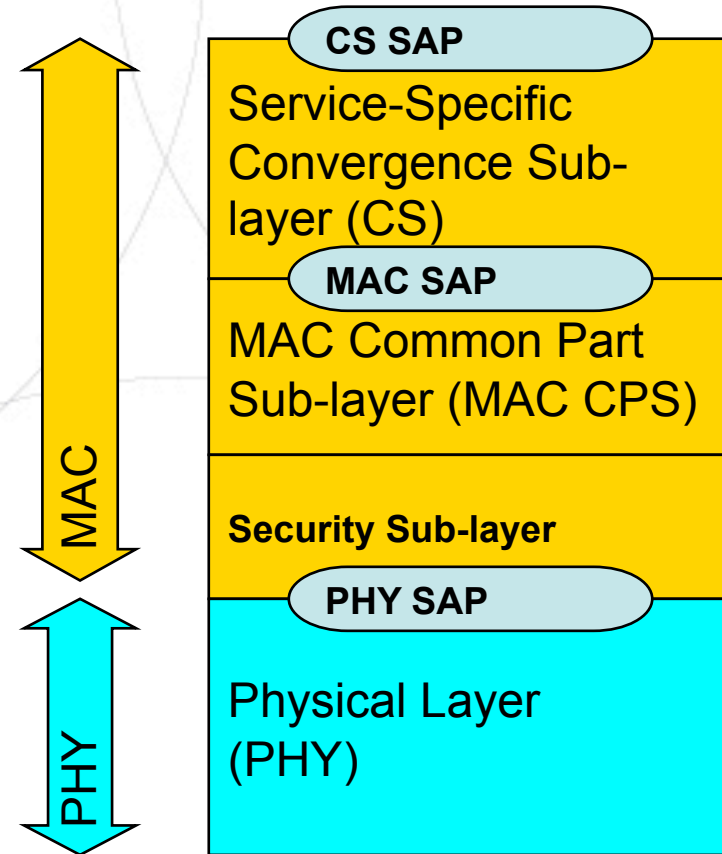 CS SAP
Service-Specific
Convergence Sub-
layer (CS)
MAC SAP
MAC Common Part
Sub-layer (MAC CPS)
MAC
Security Sub-layer
PHY SAP
Physical Layer
(PHY)
PHY